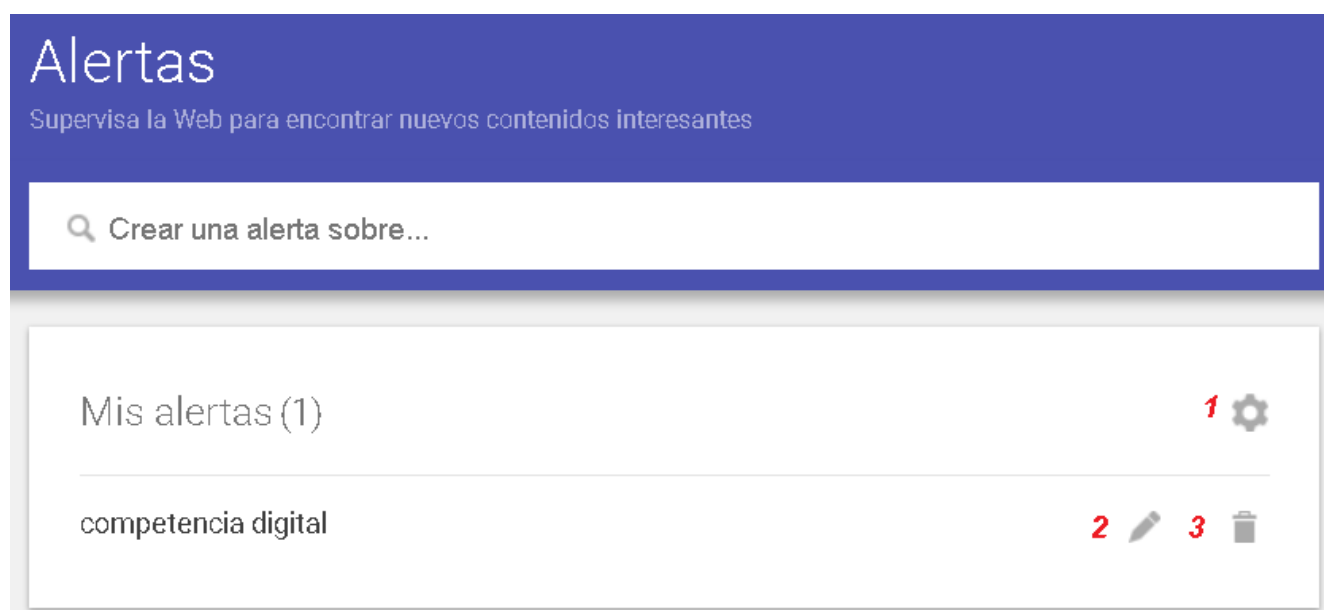 Alertas
Supervisa la Web para encontrar nuevos contenidos interesantes
Crear una alerta sobre...
Mis alertas (1)
1
competencia digital
2 3